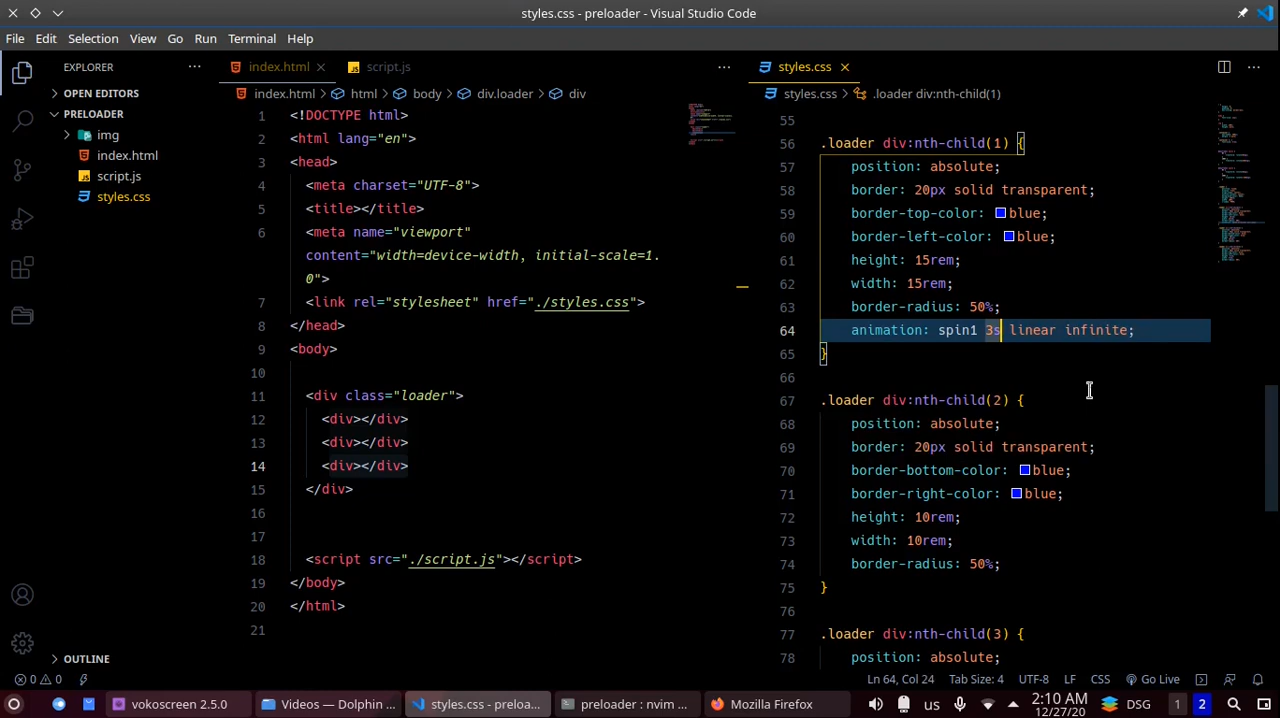 styles.css - preloader - Visual Studio Code
File Edit Selection View Go Run Terminal Help
EXPLORER
OPEN EDITORS
PRELOADER
img
index.html
script.js
styles.css
OUTLINE
index.html script.js
index.html html body div.loader div
1 <!DOCTYPE html>
2 <html lang="en">
3 <head>
4 <meta charset="UTF-8">
5 <title></title>
6 <meta name="viewport"
content="width=device-width, initial-scale=1.
0">
7 <link rel="stylesheet" href="./styles.css">
8 </head>
9 <body>
10
11 <div class="loader">
12 <div></div>
13 <div></div>
14 <div></div>
15 </div>
16
17
18 <script src="./script.js"></script>
19 </body>
20 </html>
21
styles.css
styles.css .loader div:nth-child(1)
55
56 .loader div:nth-child(1) {
57 position: absolute;
58 border: 20px solid transparent;
59 border-top-color: blue;
60 border-left-color: blue;
61 height: 15rem;
62 width: 15rem;
63 border-radius: 50%;
64 animation: spin1 3s linear infinite;
65 }
66
67 .loader div:nth-child(2) {
68 position: absolute;
69 border: 20px solid transparent;
70 border-bottom-color: blue;
71 border-right-color: blue;
72 height: 10rem;
73 width: 10rem;
74 border-radius: 50%;
75 }
76
77 .loader div:nth-child(3) {
78 position: absolute;
0 0 Ln 64, Col 24 Tab Size: 4 UTF-8 LF CSS Go Live
vokoscreen 2.5.0 Videos — Dolphin ... styles.css - preloa... preloader : nvim ... Mozilla Firefox us 2:10 AM DSG 1 2
12/27/20